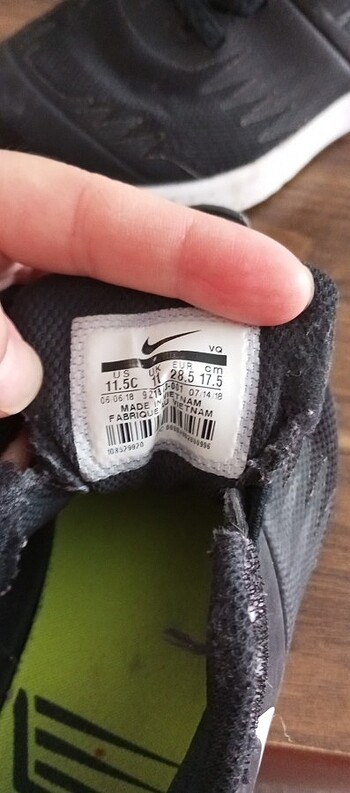 VQ
US UK EUR cm
11.5C 11 28.5 17.5
06/06/18 07/14/18
MADE IN VIETNAM
FABRIQUE VIETNAM